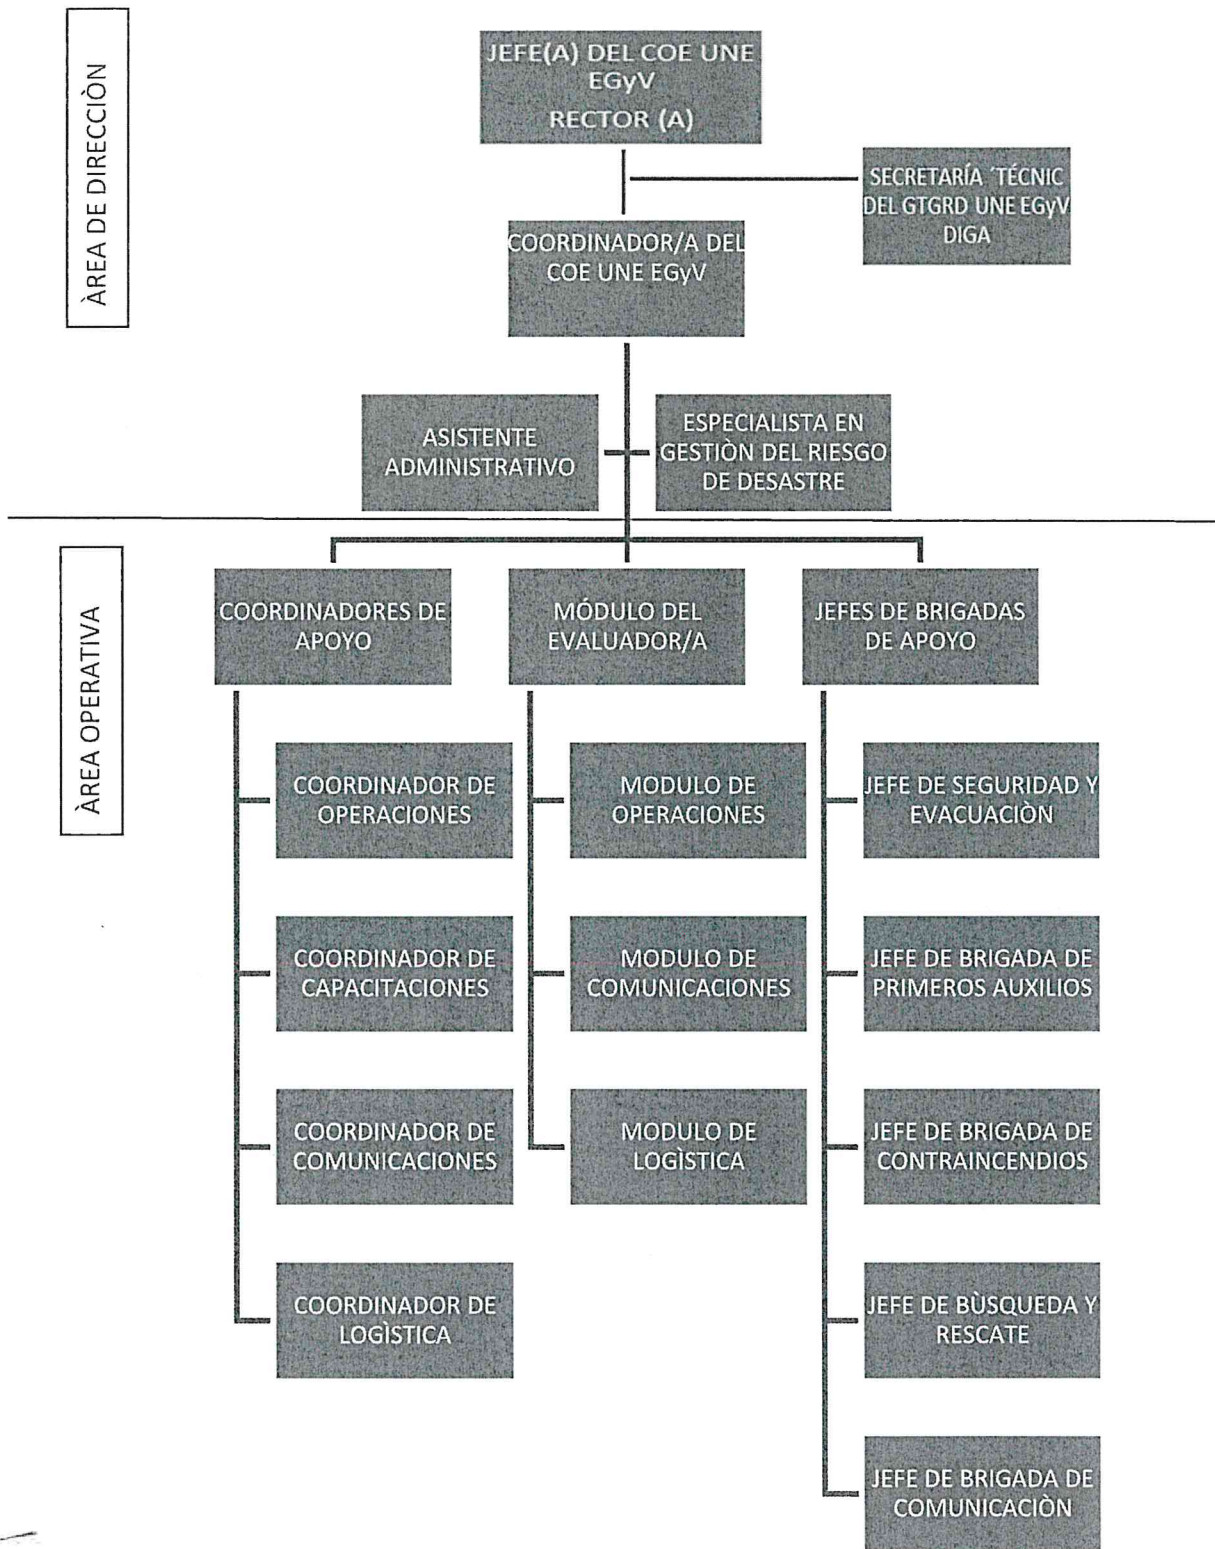 ÀREA DE DIRECCIÒN
JEFE(A) DEL COE UNE
EGyV
RECTOR (A)
SECRETARÍA ´TÉCNIC
DEL GTGRD UNE EGyV
DIGA
COORDINADOR/A DEL
COE UNE EGyV
ASISTENTE
ADMINISTRATIVO
ESPECIALISTA EN
GESTIÒN DEL RIESGO
DE DESASTRE
ÀREA OPERATIVA
COORDINADORES DE
APOYO
COORDINADOR DE
OPERACIONES
COORDINADOR DE
CAPACITACIONES
COORDINADOR DE
COMUNICACIONES
COORDINADOR DE
LOGÌSTICA
MÓDULO DEL
EVALUADOR/A
MODULO DE
OPERACIONES
MODULO DE
COMUNICACIONES
MODULO DE
LOGÌSTICA
JEFES DE BRIGADAS
DE APOYO
JEFE DE SEGURIDAD Y
EVACUACIÒN
JEFE DE BRIGADA DE
PRIMEROS AUXILIOS
JEFE DE BRIGADA DE
CONTRAINCENDIOS
JEFE DE BÙSQUEDA Y
RESCATE
JEFE DE BRIGADA DE
COMUNICACIÒN